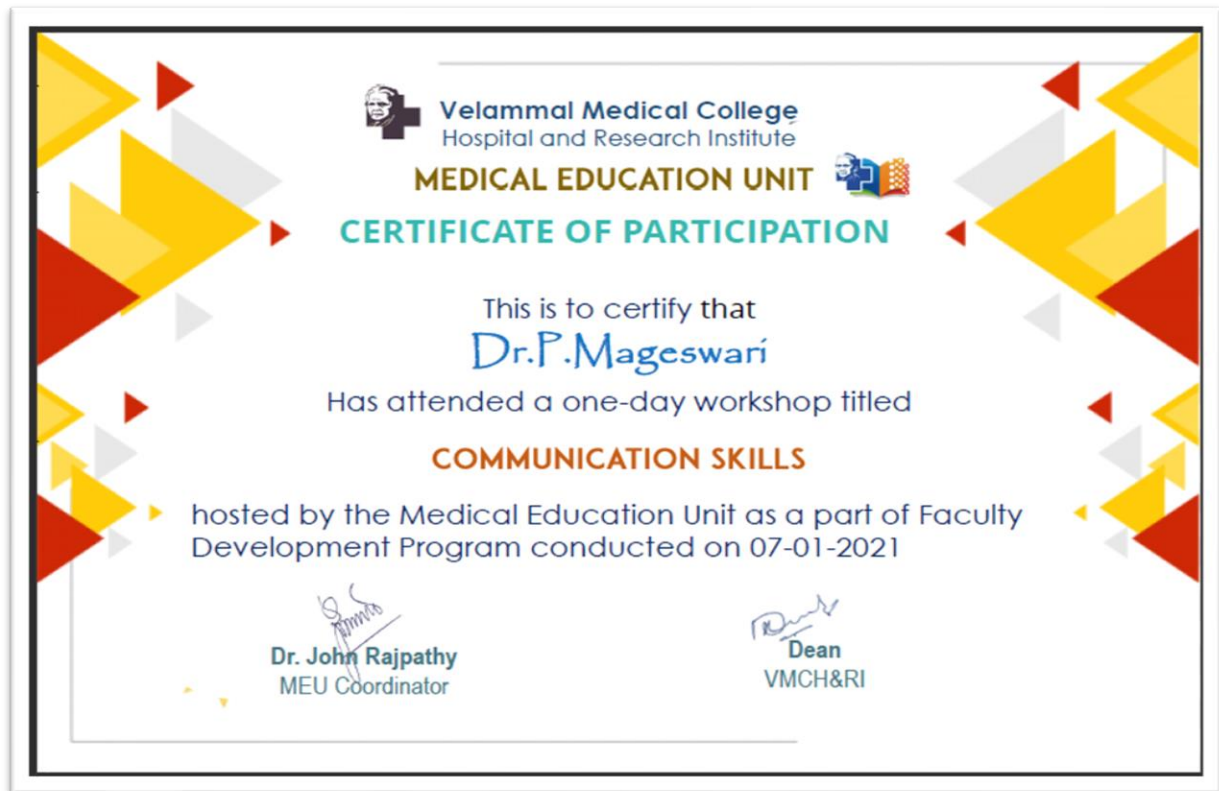 Velammal Medical College
Hospital and Research Institute
MEDICAL EDUCATION UNIT
CERTIFICATE OF PARTICIPATION
This is to certify that
Dr.P.Mageswari
Has attended a one-day workshop titled
COMMUNICATION SKILLS
hosted by the Medical Education Unit as a part of Faculty
Development Program conducted on 07-01-2021
Dr. John Rajpathy
MEU Coordinator
Dean
VMCH&RI